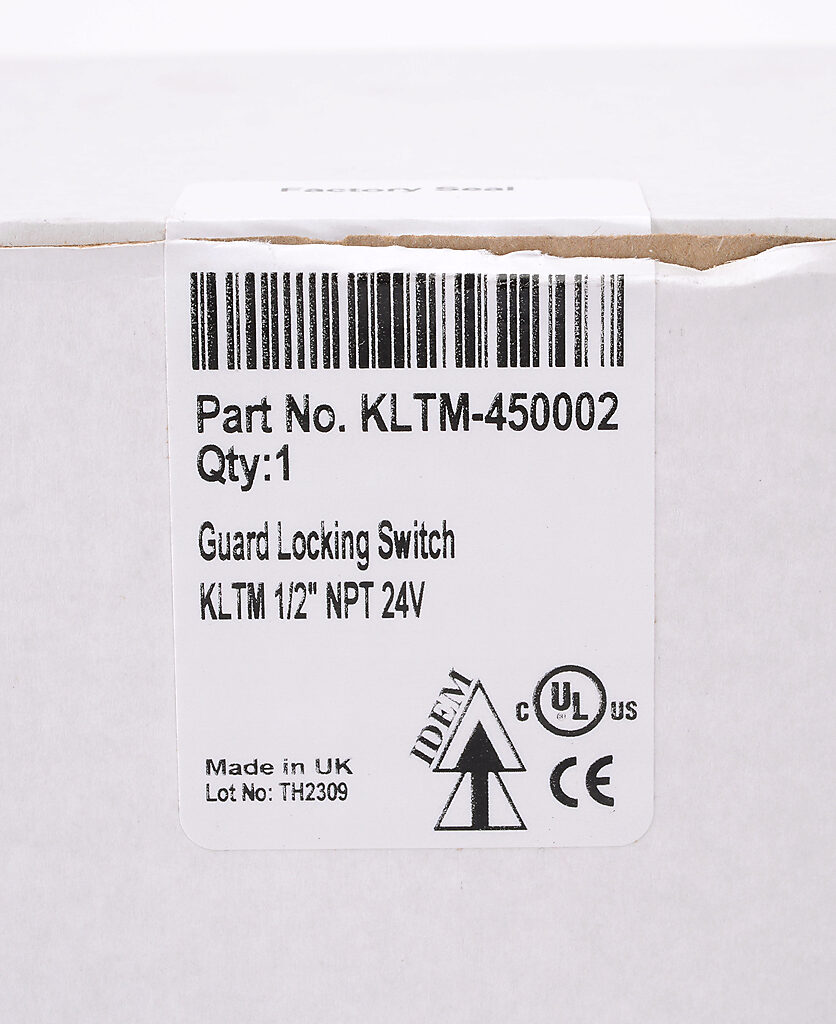 Factory Seal
Part No. KLTM-450002
Qty:1
Guard Locking Switch
KLTM 1/2" NPT 24V
IDEM
C UL US
CE
Made in UK
Lot No: TH2309